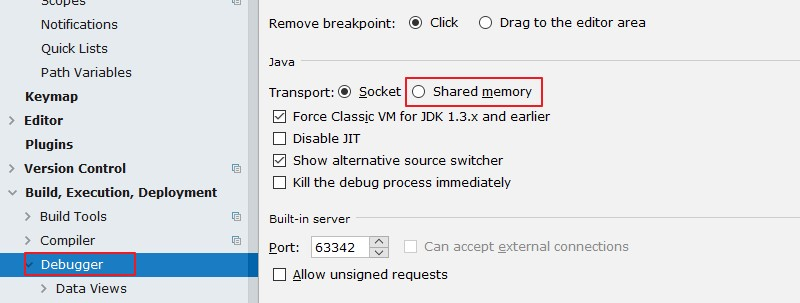 Scopes
Notifications
Quick Lists
Path Variables
Keymap
Editor
Plugins
Version Control
Build, Execution, Deployment
Build Tools
Compiler
Debugger
Data Views
Remove breakpoint: Click Drag to the editor area
Java
Transport: Socket Shared memory
Force Classic VM for JDK 1.3.x and earlier
Disable JIT
Show alternative source switcher
Kill the debug process immediately
Built-in server
Port: 63342 Can accept external connections
Allow unsigned requests